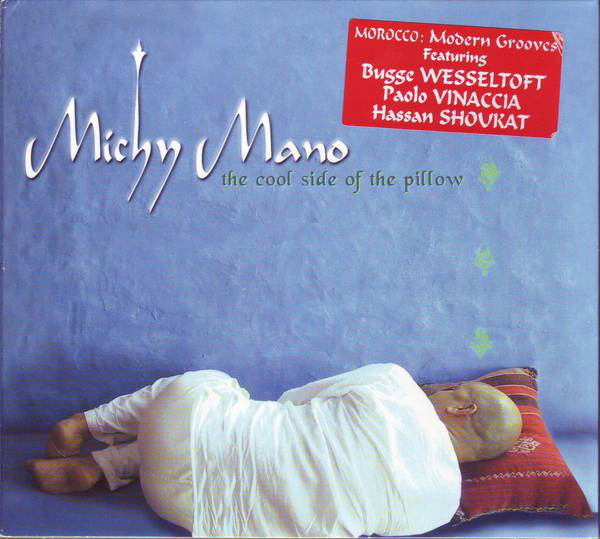 MOROCCO: Modern Grooves
Featuring
Bugge WESSELTOFT
Paolo VINACCIA
Hassan SHOUKAT
Michy Mano
the cool side of the pillow